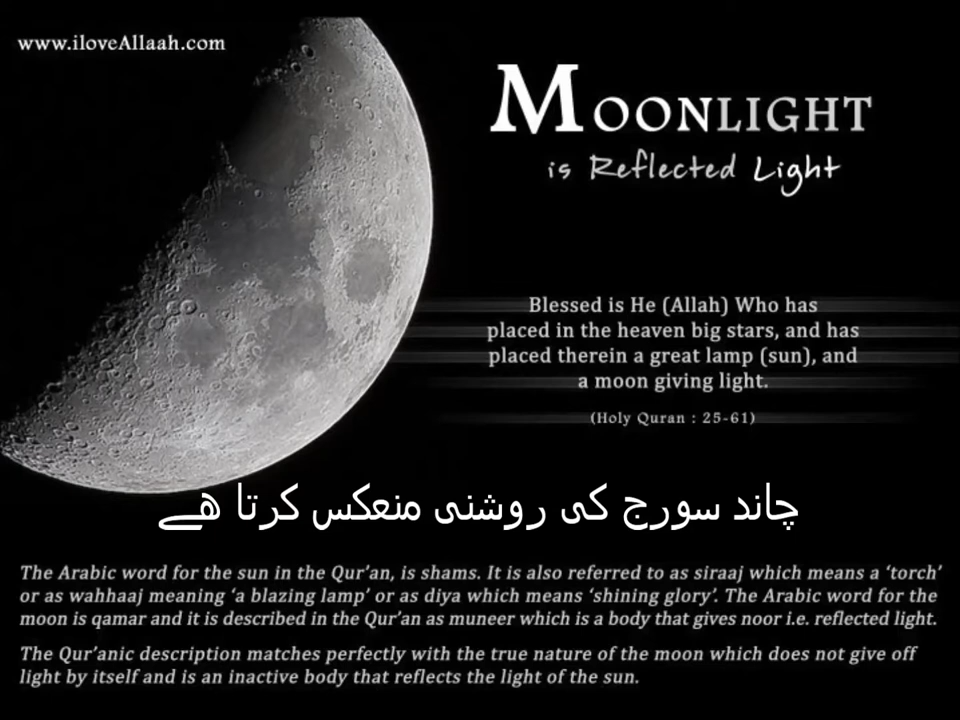 www.iloveAllaah.com
MOONLIGHT
is Reflected Light
Blessed is He (Allah) Who has
placed in the heaven big stars, and has
placed therein a great lamp (sun), and
a moon giving light.
(Holy Quran : 25-61)
چاند سورج کی روشنی منعکس کرتا ھے
The Arabic word for the sun in the Qur'an, is shams. It is also referred to as siraaj which means a 'torch'
or as wahhaaj meaning 'a blazing lamp' or as diya which means 'shining glory'. The Arabic word for the
moon is qamar and it is described in the Qur'an as muneer which is a body that gives noor i.e. reflected light.
The Qur'anic description matches perfectly with the true nature of the moon which does not give off
light by itself and is an inactive body that reflects the light of the sun.